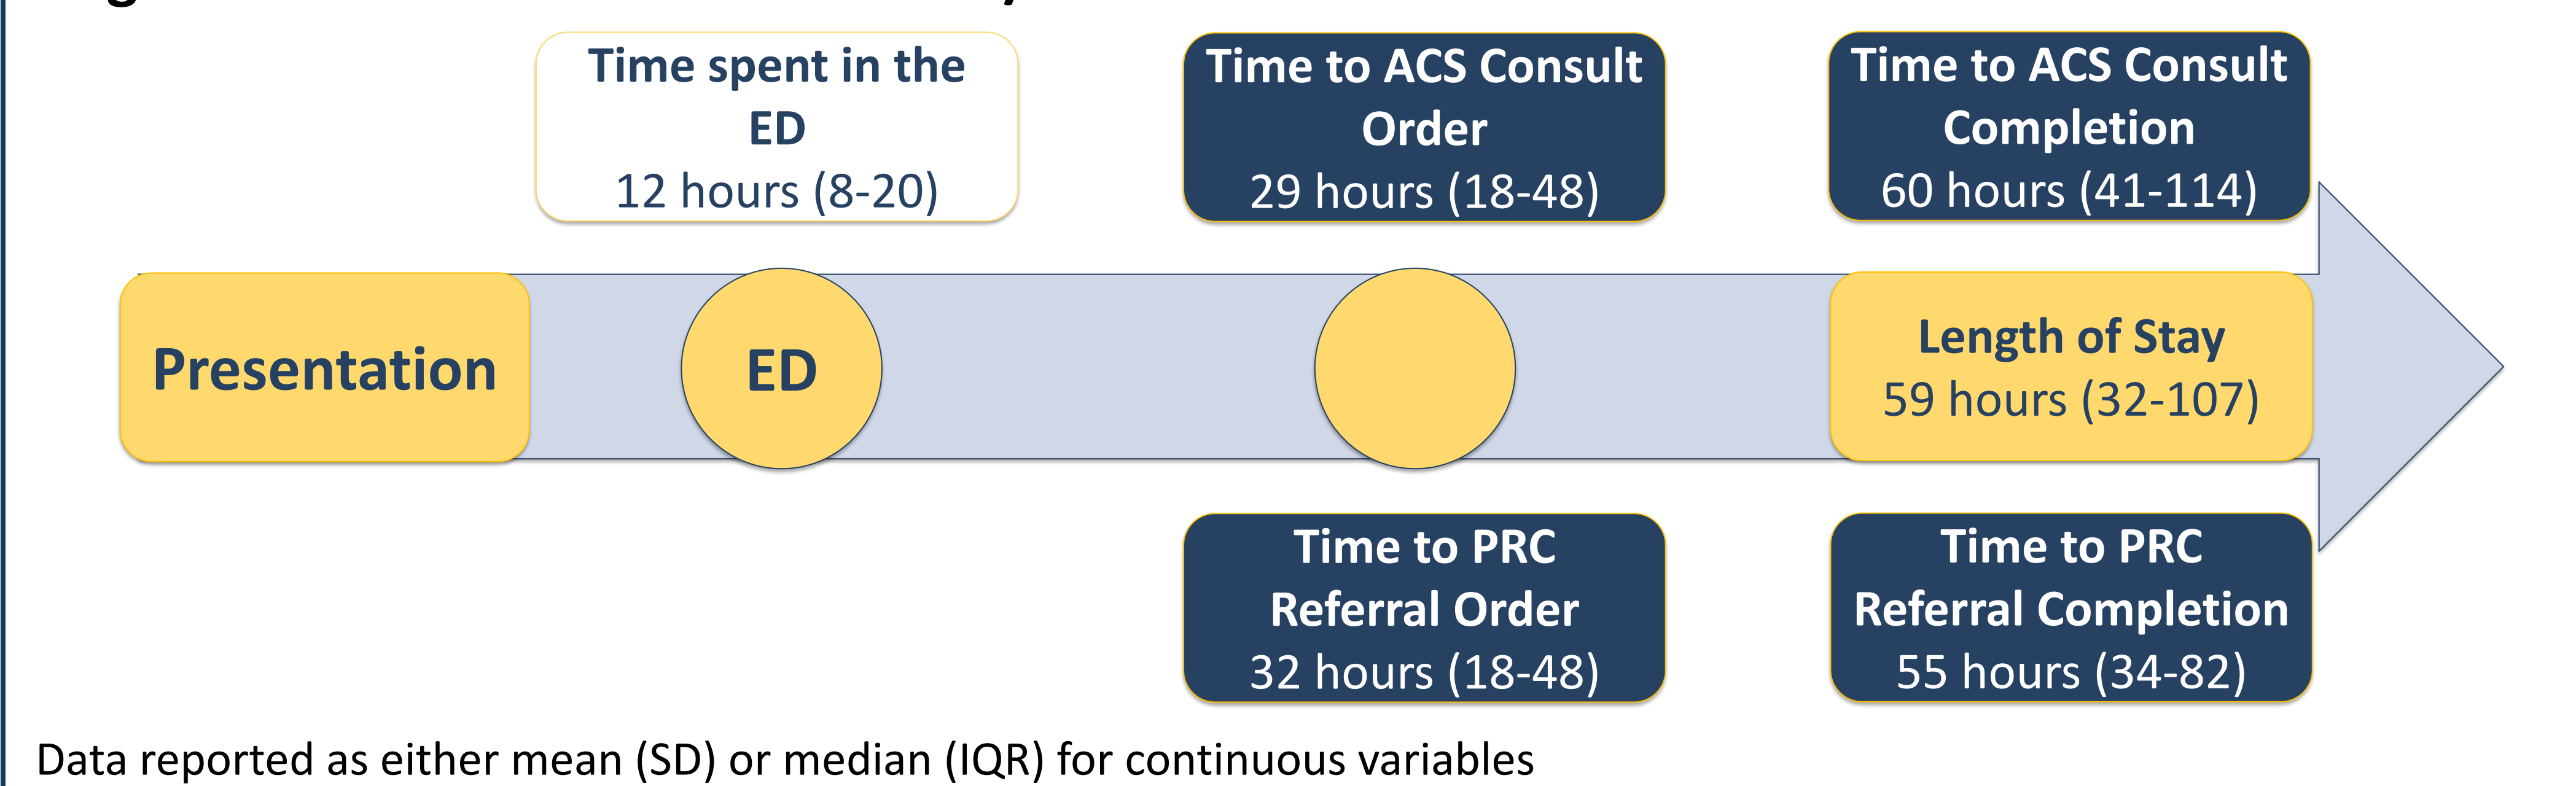 Time spent in the
ED
12 hours (8-20)
Time to ACS Consult
Order
29 hours (18-48)
Time to ACS Consult
Completion
60 hours (41-114)
Presentation
ED
Length of Stay
59 hours (32-107)
Time to PRC
Referral Order
32 hours (18-48)
Time to PRC
Referral Completion
55 hours (34-82)
Data reported as either mean (SD) or median (IQR) for continuous variables